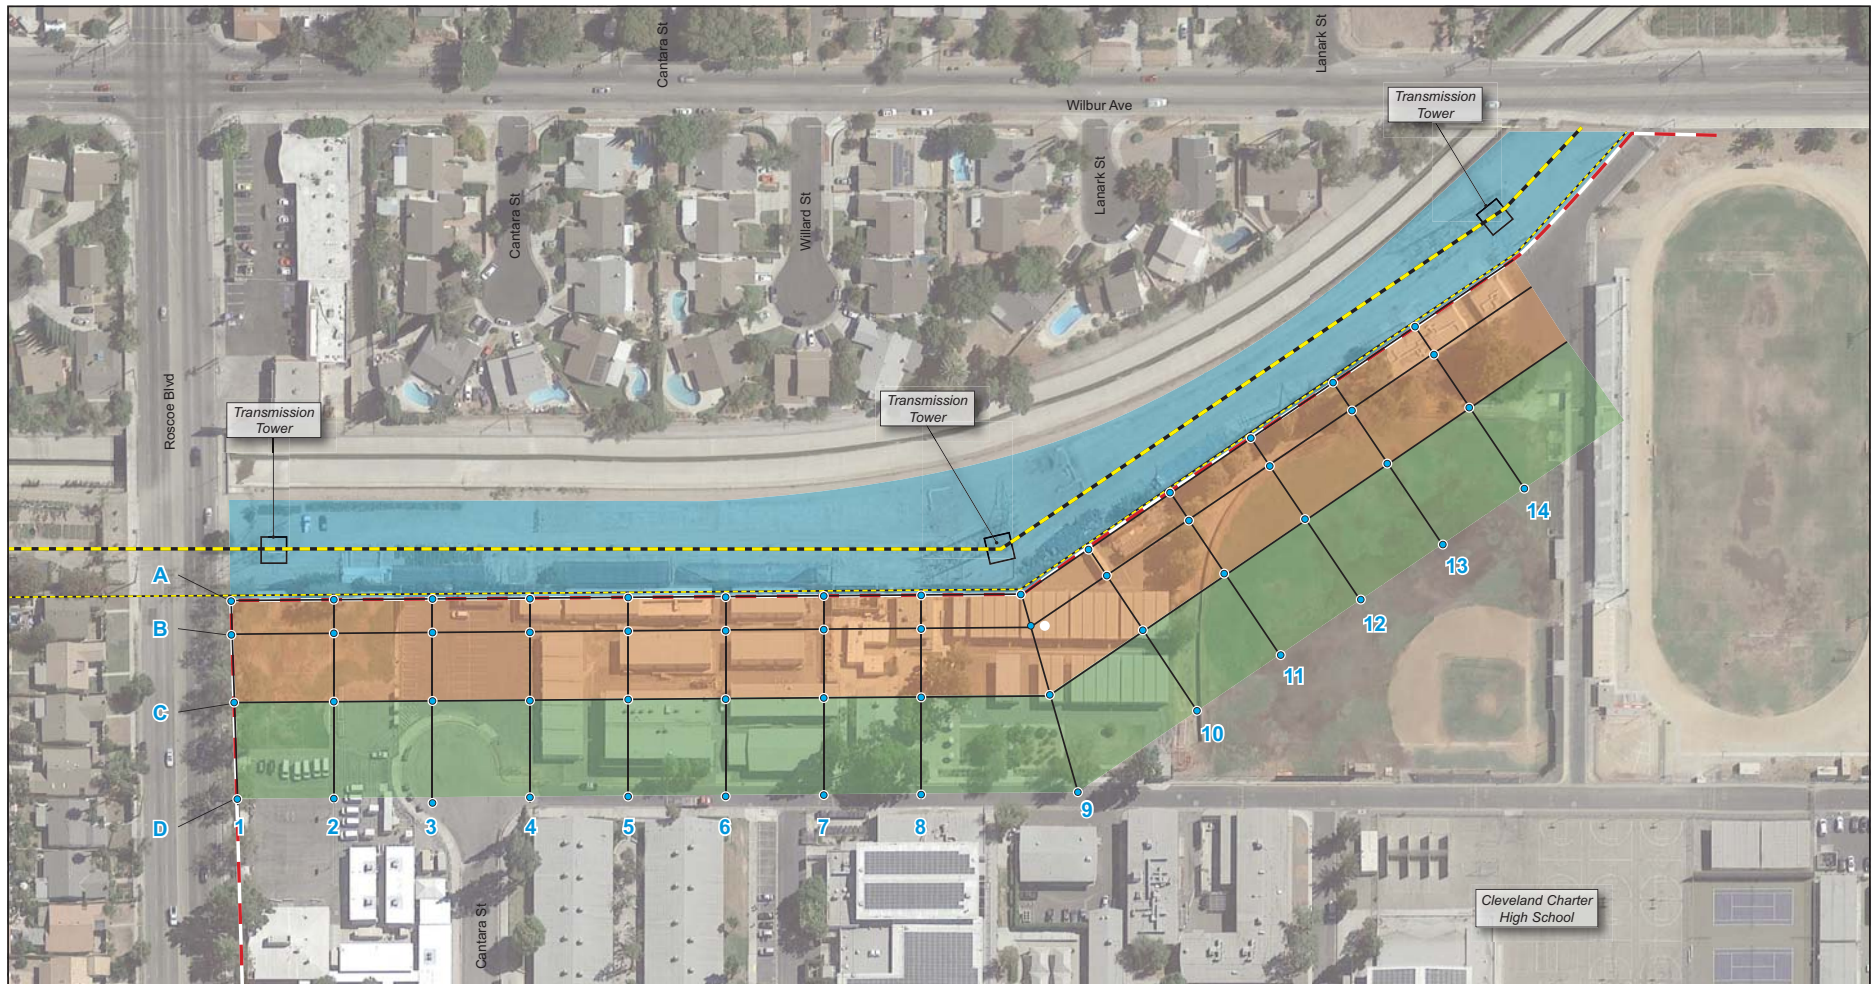 Cantara St
Lanark St
Transmission
Tower
Wilbur Ave
Cantara St
Willard St
Lanark St
Roscoe Blvd
Transmission
Tower
Transmission
Tower
A
B
C
D
1
2
3
4
5
6
7
8
9
10
11
12
13
14
Cantara St
Cleveland Charter
High School